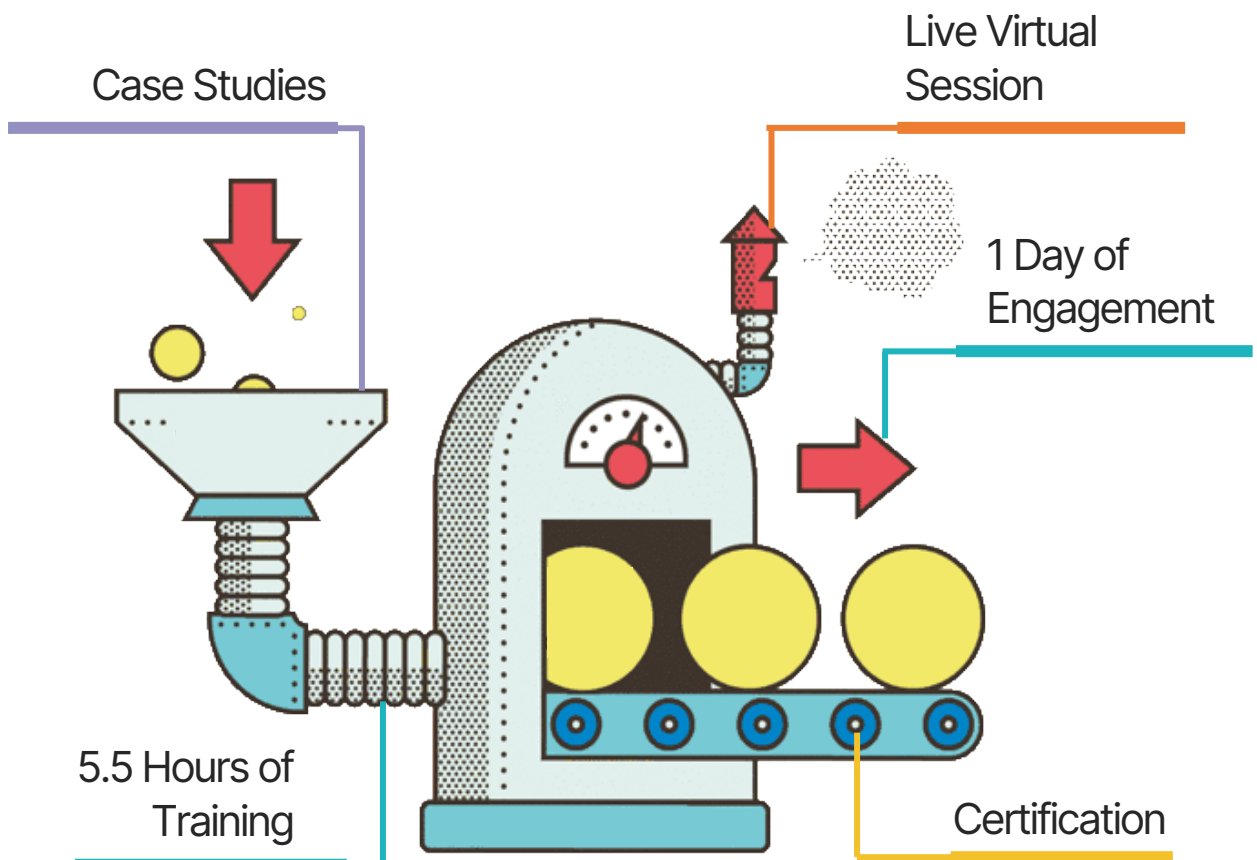 Case Studies
Live Virtual
Session
1 Day of
Engagement
5.5 Hours of
Training
Certification